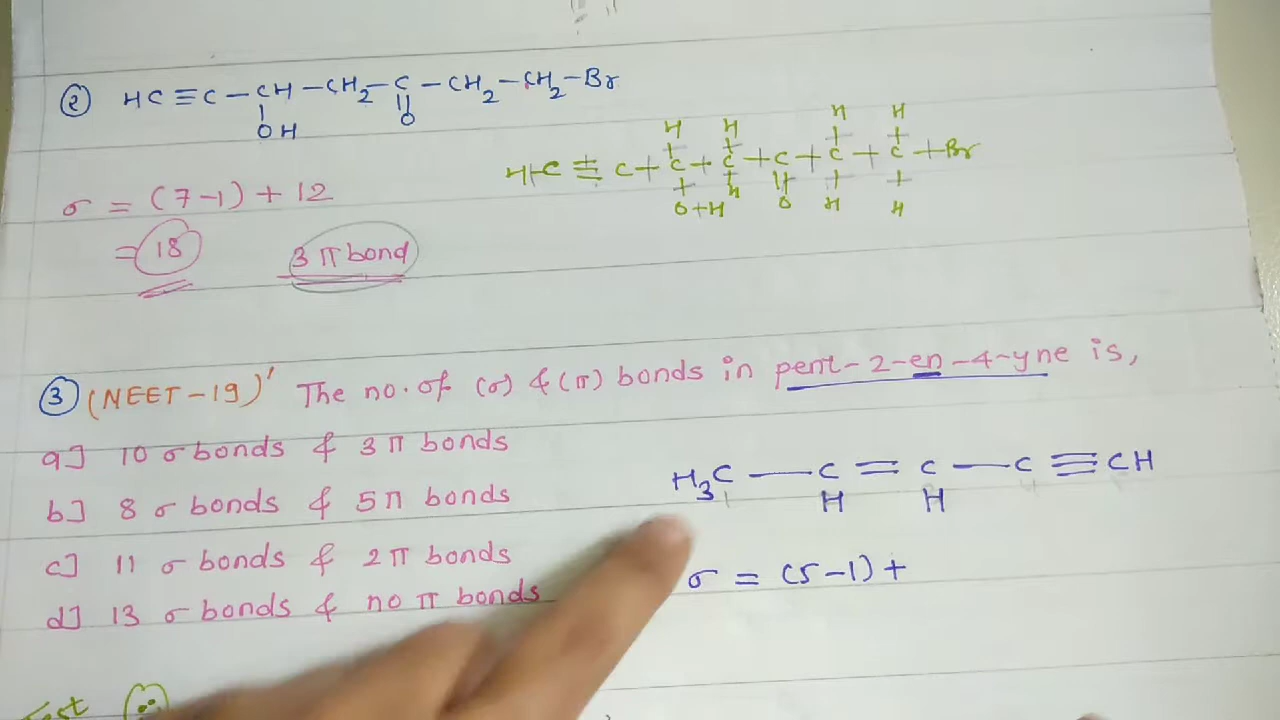 ② HC≡C-CH-CH₂-C-CH₂-CH₂-Br
OH
O
H H H H
H+C≡C+C+C+C+C+C+Br
O+H H O H H
σ = (7-1) + 12
= 18 3 π bond
③ (NEET-19)' The no. of (σ) & (π) bonds in pent-2-en-4-yne is,
a] 10 σ bonds & 3 π bonds
b] 8 σ bonds & 5 π bonds
c] 11 σ bonds & 2 π bonds
d] 13 σ bonds & no π bonds
H₃C — C = C — C ≡ CH
H H
σ = (5-1) +